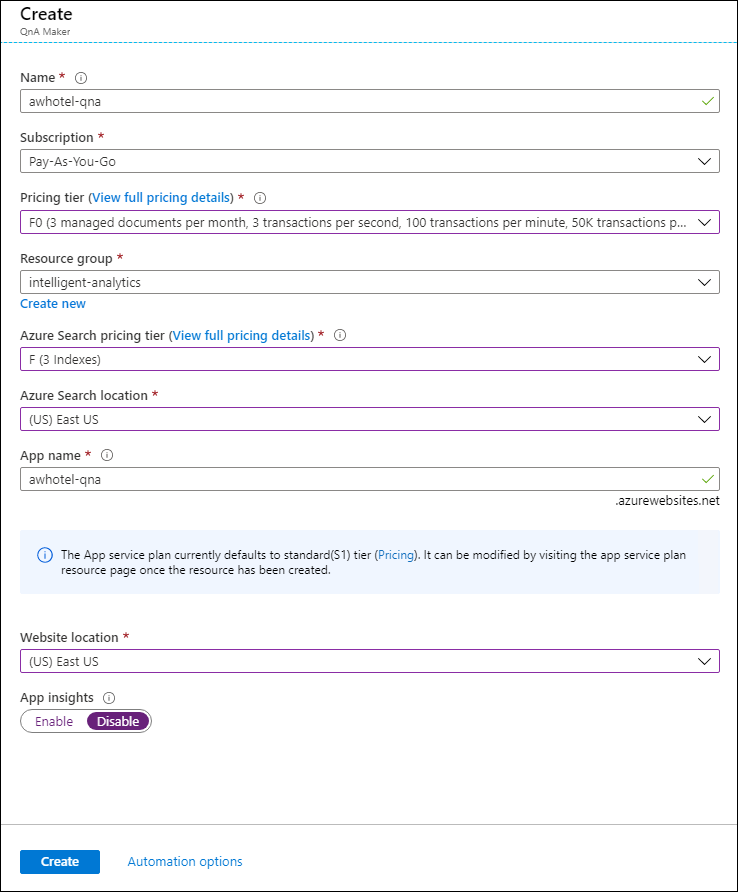 Create
QnA Maker
Name *
awhotel-qna
Subscription *
Pay-As-You-Go
Pricing tier (View full pricing details) *
F0 (3 managed documents per month, 3 transactions per second, 100 transactions per minute, 50K transactions p...
Resource group *
intelligent-analytics
Create new
Azure Search pricing tier (View full pricing details) *
F (3 Indexes)
Azure Search location *
(US) East US
App name *
awhotel-qna
.azurewebsites.net
The App service plan currently defaults to standard(S1) tier (Pricing). It can be modified by visiting the app service plan
resource page once the resource has been created.
Website location *
(US) East US
App insights
Enable Disable
Create Automation options